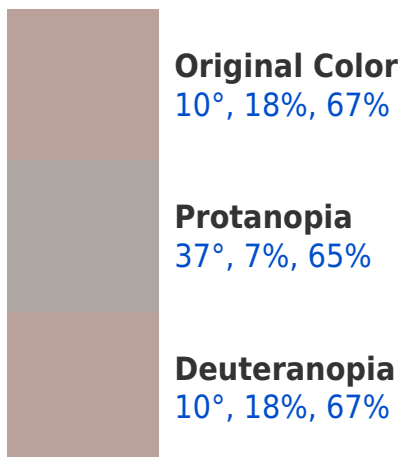 Original Color
10°, 18%, 67%
Protanopia
37°, 7%, 65%
Deuteranopia
10°, 18%, 67%